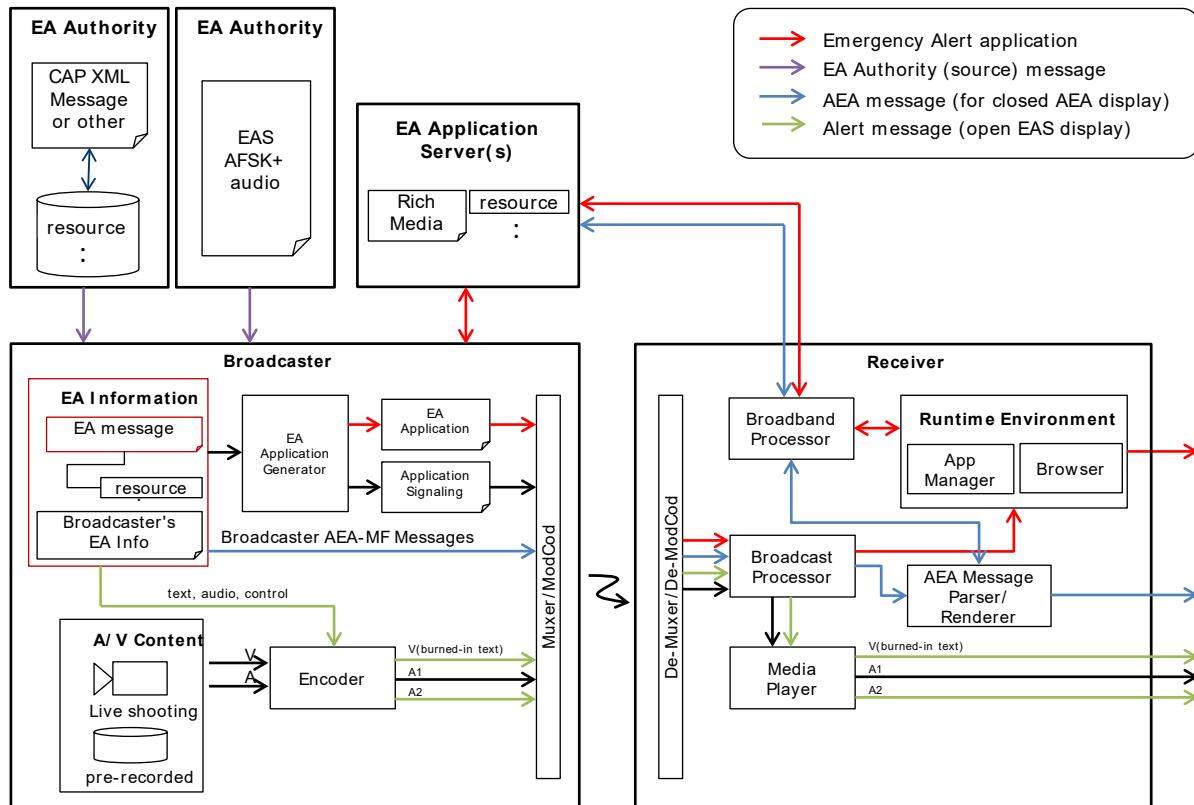 EA Authority
CAP XML
Message
or other
resource
:
EA Authority
EAS
AFSK+
audio
EA Application
Server(s)
Rich
Media
resource
:
Emergency Alert application
EA Authority (source) message
AEA message (for closed AEA display)
Alert message (open EAS display)
Broadcaster
EA Information
EA message
resource
:
Broadcaster's
EA Info
EA
Application
Generator
EA
Application
Application
Signaling
Broadcaster AEA-MF Messages
text, audio, control
A/V Content
Live shooting
pre-recorded
V
A
Encoder
V(burned-in text)
A1
A2
Muxer/ModCod
Receiver
De-Muxer/De-ModCod
Broadband
Processor
Runtime Environment
App
Manager
Browser
Broadcast
Processor
AEA Message
Parser/
Renderer
Media
Player
V(burned-in text)
A1
A2